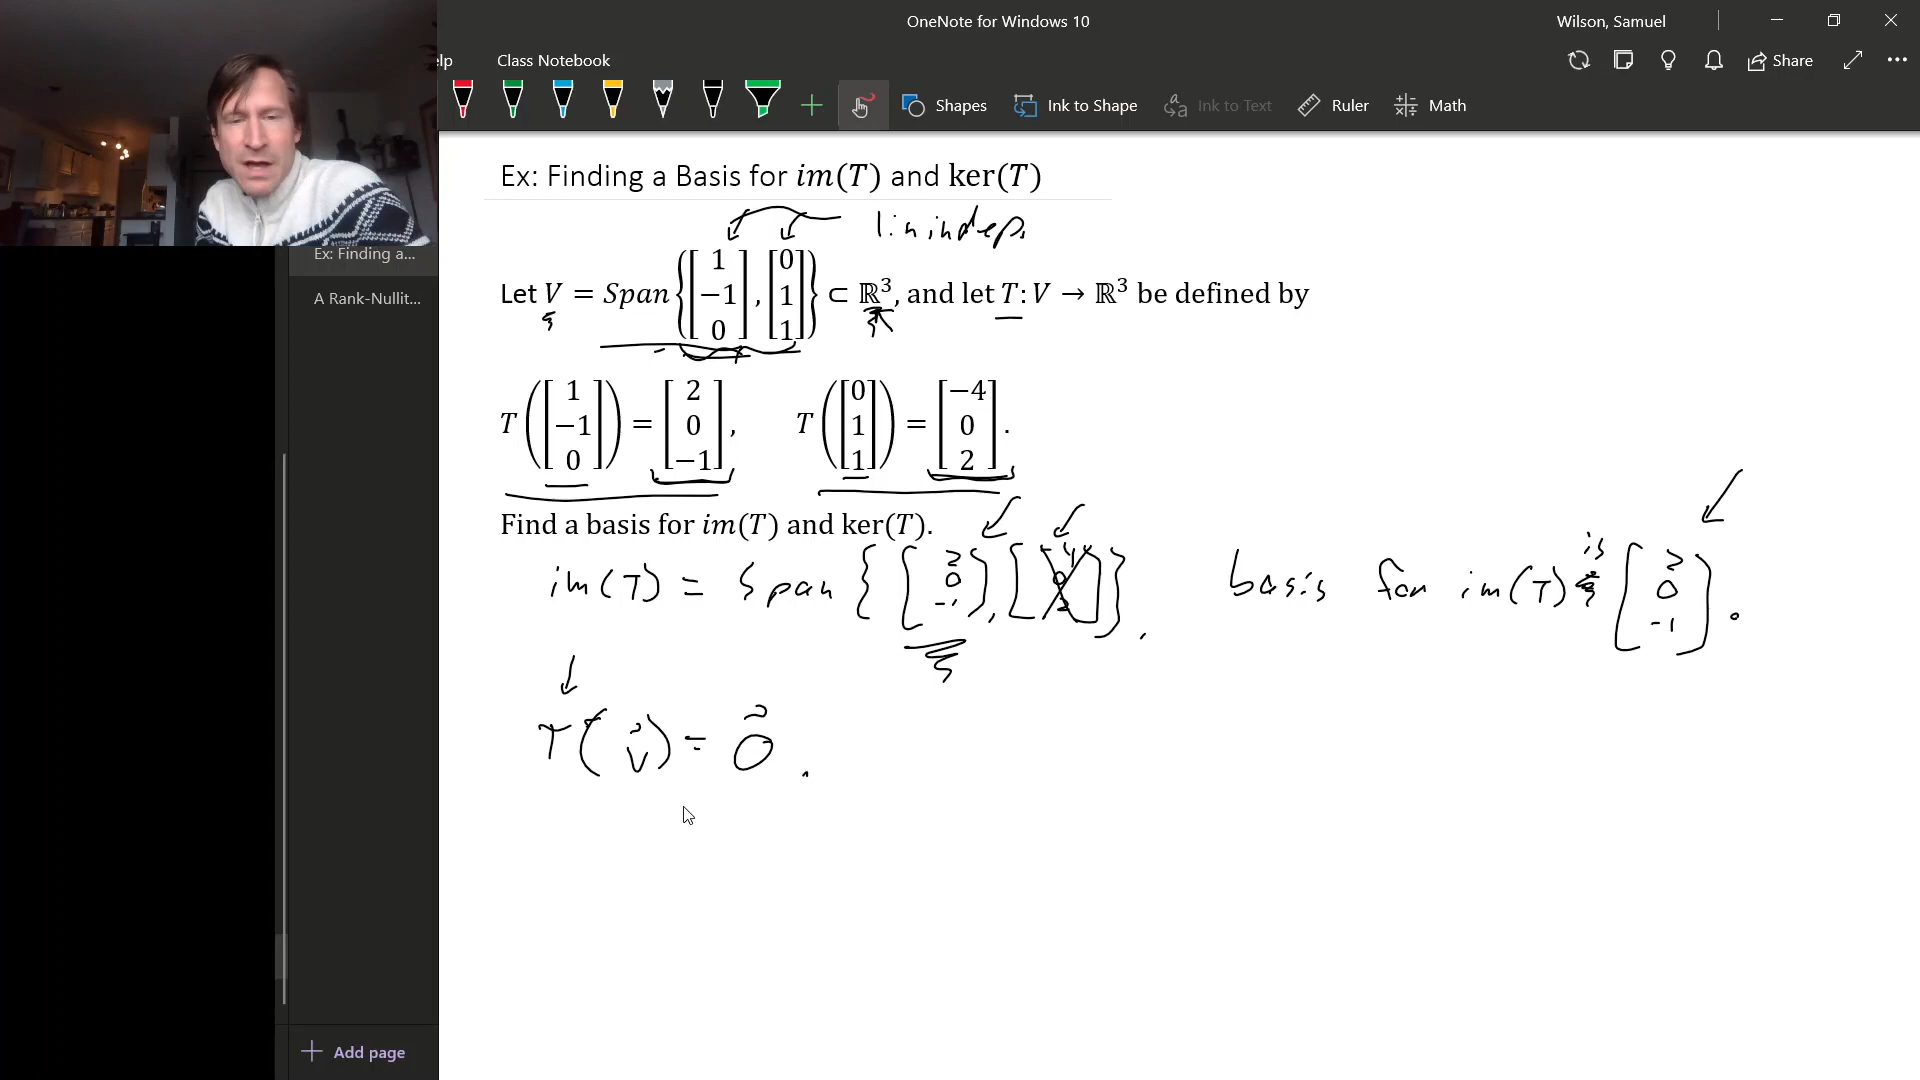 OneNote for Windows 10
Wilson, Samuel
elp Class Notebook
Share
Shapes Ink to Shape Ink to Text Ruler Math
Ex: Finding a...
A Rank-Nullit...
Add page
Ex: Finding a Basis for im(T) and ker(T)
lin indep.
Let V = Span{[1 −1 0], [0 1 1]} ⊂ ℝ³, and let T: V → ℝ³ be defined by
T([1 −1 0]) = [2 0 −1], T([0 1 1]) = [−4 0 2].
Find a basis for im(T) and ker(T).
im(T) = Span {[2 0 -1], [-4 0 2]}. basis for im(T) is [2 0 -1].
T(v⃗) = 0⃗.